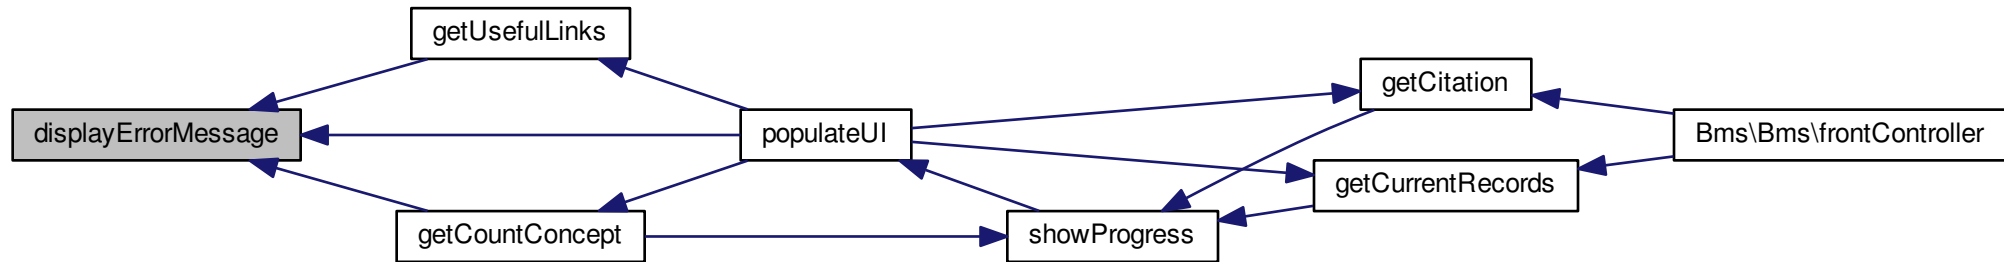 getUsefulLinks
displayErrorMessage
populateUI
getCountConcept
showProgress
getCitation
getCurrentRecords
Bms\Bms\frontController